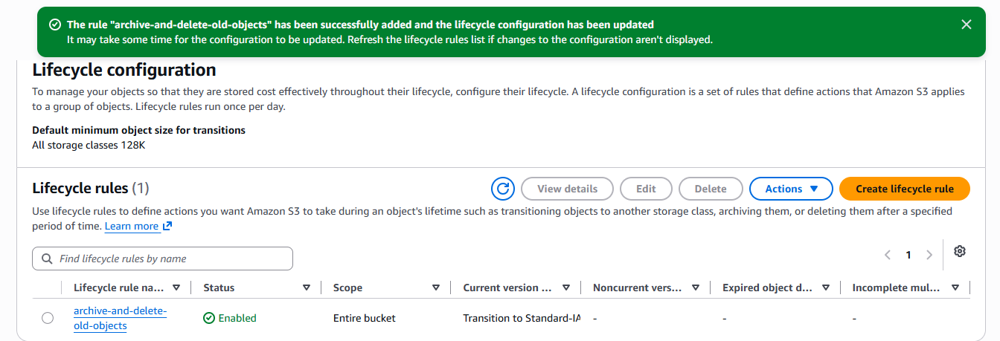 The rule "archive-and-delete-old-objects" has been successfully added and the lifecycle configuration has been updated
It may take some time for the configuration to be updated. Refresh the lifecycle rules list if changes to the configuration aren't displayed.
Lifecycle configuration
To manage your objects so that they are stored cost effectively throughout their lifecycle, configure their lifecycle. A lifecycle configuration is a set of rules that define actions that Amazon S3 applies
to a group of objects. Lifecycle rules run once per day.
Default minimum object size for transitions
All storage classes 128K
Lifecycle rules (1)
View details
Edit
Delete
Actions
Create lifecycle rule
Use lifecycle rules to define actions you want Amazon S3 to take during an object's lifetime such as transitioning objects to another storage class, archiving them, or deleting them after a specified
period of time. Learn more
Find lifecycle rules by name
1
Lifecycle rule na... Status Scope Current version ... Noncurrent vers... Expired object d... Incomplete mul...
archive-and-delete-
old-objects
Enabled Entire bucket Transition to Standard-IA - - -